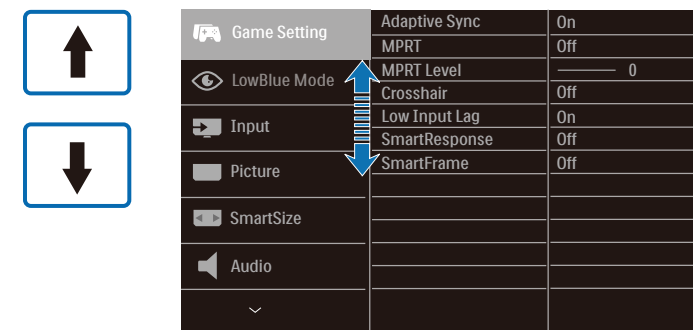 Game Setting
LowBlue Mode
Input
Picture
SmartSize
Audio
Adaptive Sync On
MPRT Off
MPRT Level 0
Crosshair Off
Low Input Lag On
SmartResponse Off
SmartFrame Off